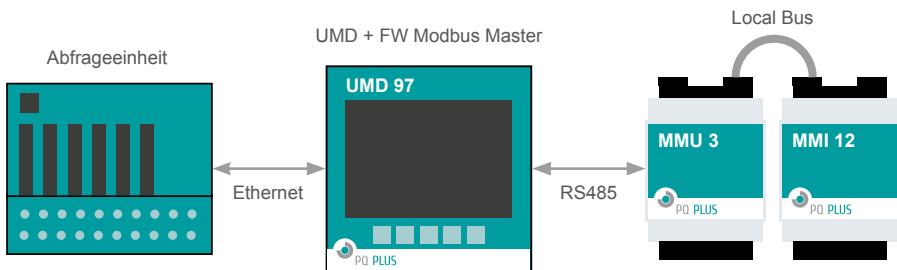 Local Bus
UMD + FW Modbus Master
Abfrageeinheit
UMD 97
MMU 3
MMI 12
Ethernet
RS485
PQ PLUS
PQ PLUS
PQ PLUS